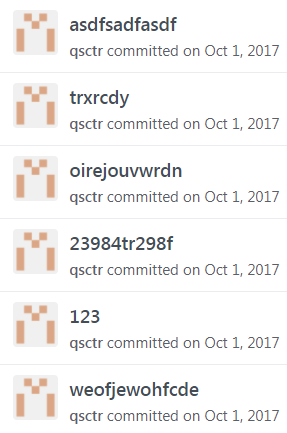 asdfsadfasdf
qsctr committed on Oct 1, 2017
trxrcdy
qsctr committed on Oct 1, 2017
oirejouvwrdn
qsctr committed on Oct 1, 2017
23984tr298f
qsctr committed on Oct 1, 2017
123
qsctr committed on Oct 1, 2017
weofjewohfcde
qsctr committed on Oct 1, 2017